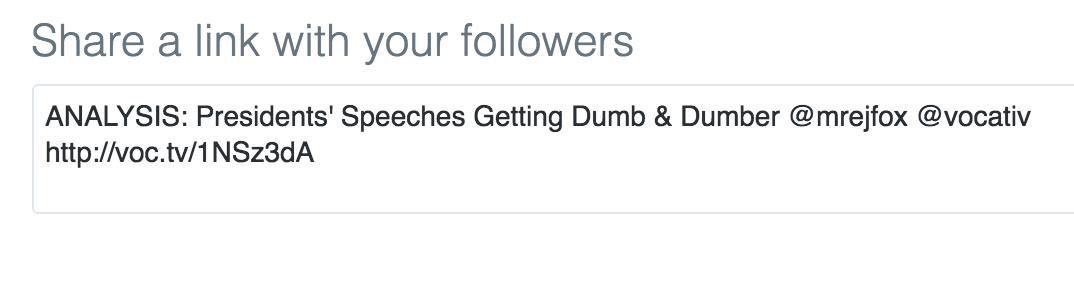 Share a link with your followers
ANALYSIS: Presidents' Speeches Getting Dumb & Dumber @mrejfox @vocativ
http://voc.tv/1NSz3dA